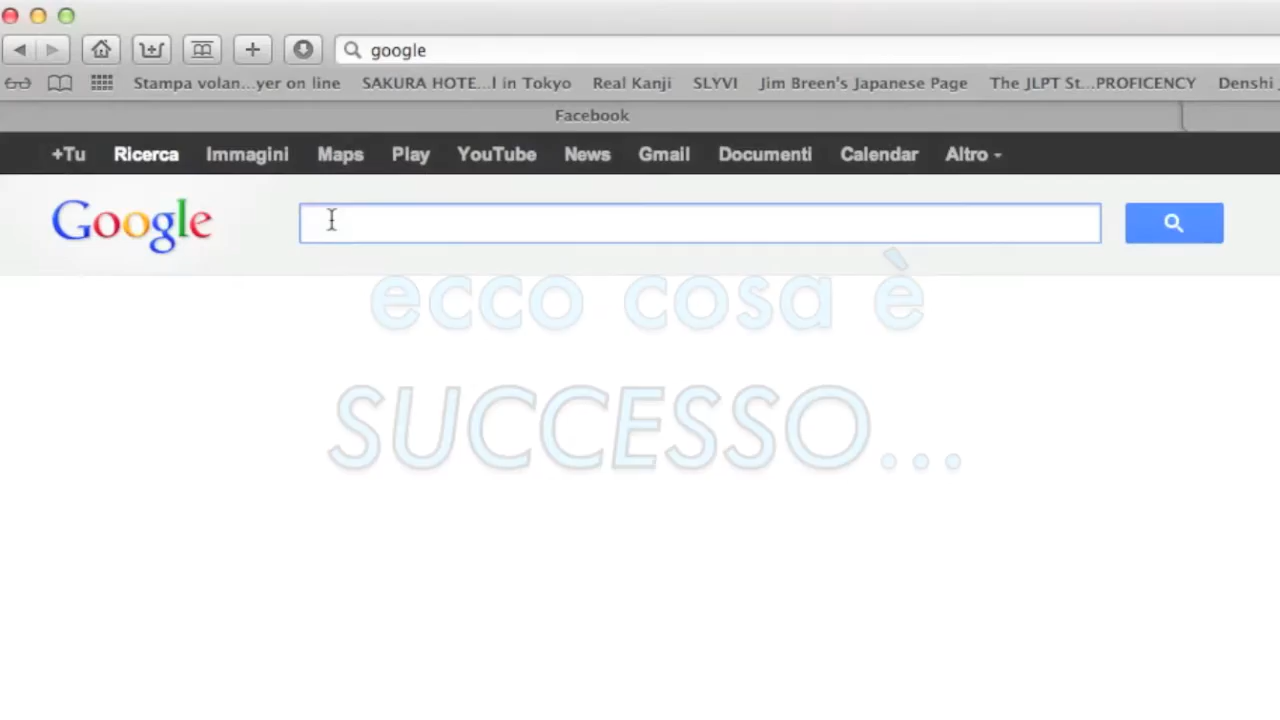 google
Stampa volan...yer on line SAKURA HOTE...l in Tokyo Real Kanji SLYVI Jim Breen's Japanese Page The JLPT St...PROFICENCY Denshi
Facebook
+Tu Ricerca Immagini Maps Play YouTube News Gmail Documenti Calendar Altro
Google
ecco cosa è
SUCCESSO...